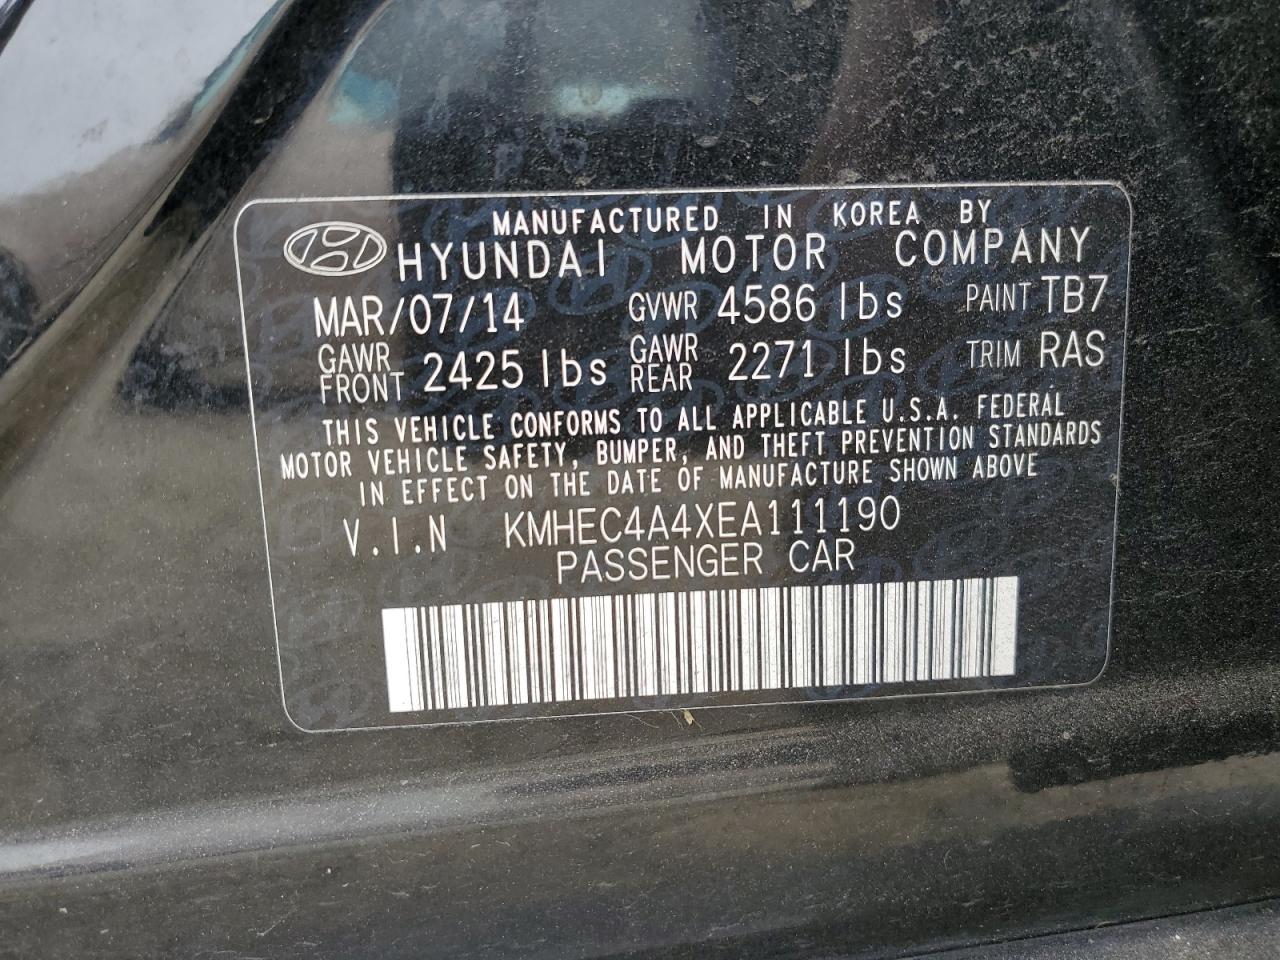 MANUFACTURED IN KOREA BY
HYUNDAI MOTOR COMPANY
MAR/07/14 GVWR 4586 lbs PAINT TB7
GAWR FRONT 2425 lbs GAWR REAR 2271 lbs TRIM RAS
THIS VEHICLE CONFORMS TO ALL APPLICABLE U.S.A. FEDERAL
MOTOR VEHICLE SAFETY, BUMPER, AND THEFT PREVENTION STANDARDS
IN EFFECT ON THE DATE OF MANUFACTURE SHOWN ABOVE
V.I.N KMHEC4A4XEA111190
PASSENGER CAR